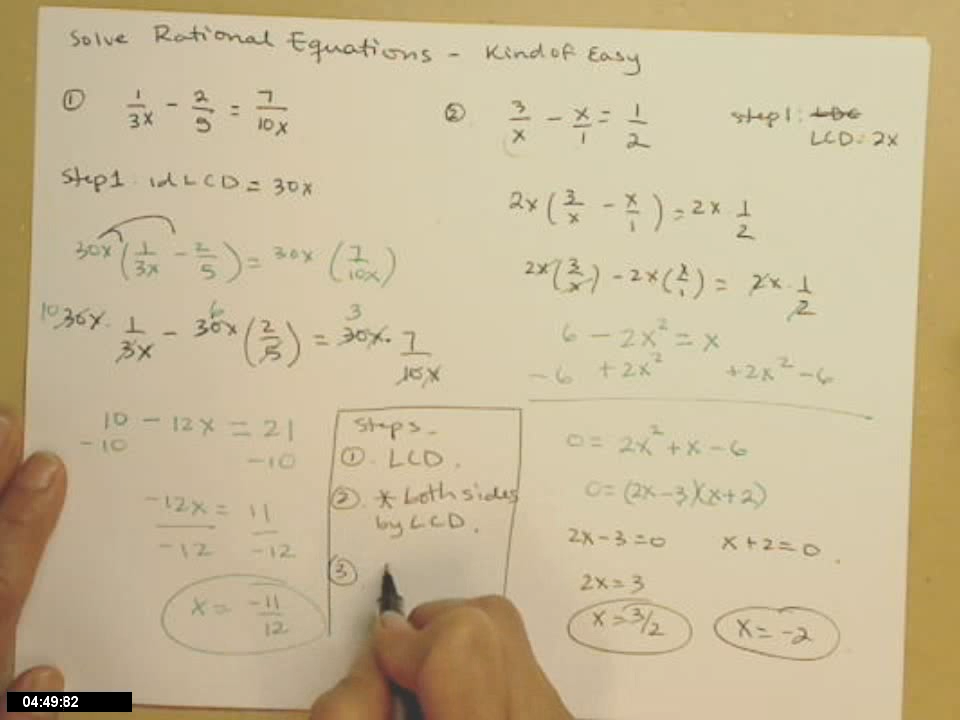 Solve Rational Equations - Kind of Easy
① 1/3x - 2/5 = 7/10x
Step 1. id LCD = 30x
30x(1/3x - 2/5) = 30x(7/10x)
10 6 3
30x · 1/3x - 30x(2/5) = 30x · 7/10x
10 - 12x = 21
-10 -10
-12x/-12 = 11/-12
x = -11/12
Steps -
① . LCD .
② . * both sides
by LCD .
③
② 3/x - x/1 = 1/2
step 1 : LDC
LCD = 2x
2x(3/x - x/1) = 2x · 1/2
2x(3/x) - 2x(x/1) = 2x · 1/2
6 - 2x² = x
-6 + 2x² + 2x² - 6
0 = 2x² + x - 6
0 = (2x - 3)(x + 2)
2x - 3 = 0 x + 2 = 0 .
2x = 3
x = 3/2 x = -2
04:49:82